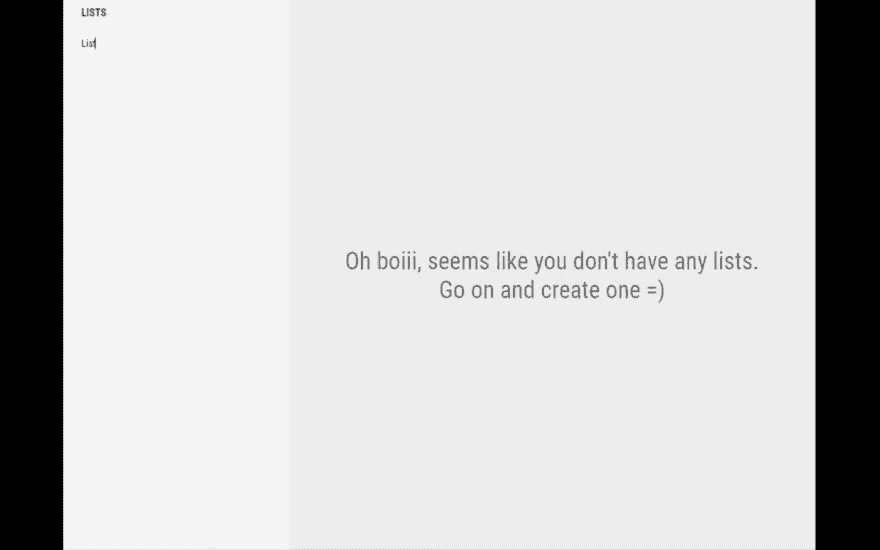 LISTS
List
Oh boiii, seems like you don't have any lists.
Go on and create one =)